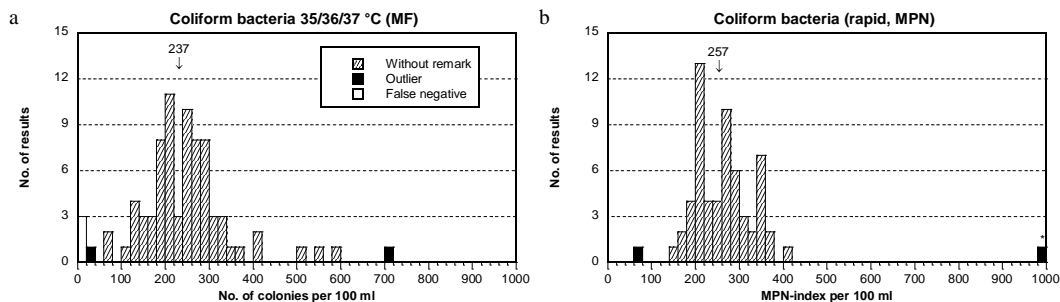 a
Coliform bacteria 35/36/37 °C (MF)
15
12
9
6
3
0
No. of results
237
↓
Without remark
Outlier
False negative
0 100 200 300 400 500 600 700 800 900 1000
No. of colonies per 100 ml
b
Coliform bacteria (rapid, MPN)
15
12
9
6
3
0
No. of results
257
↓
*
0 100 200 300 400 500 600 700 800 900 1000
MPN-index per 100 ml